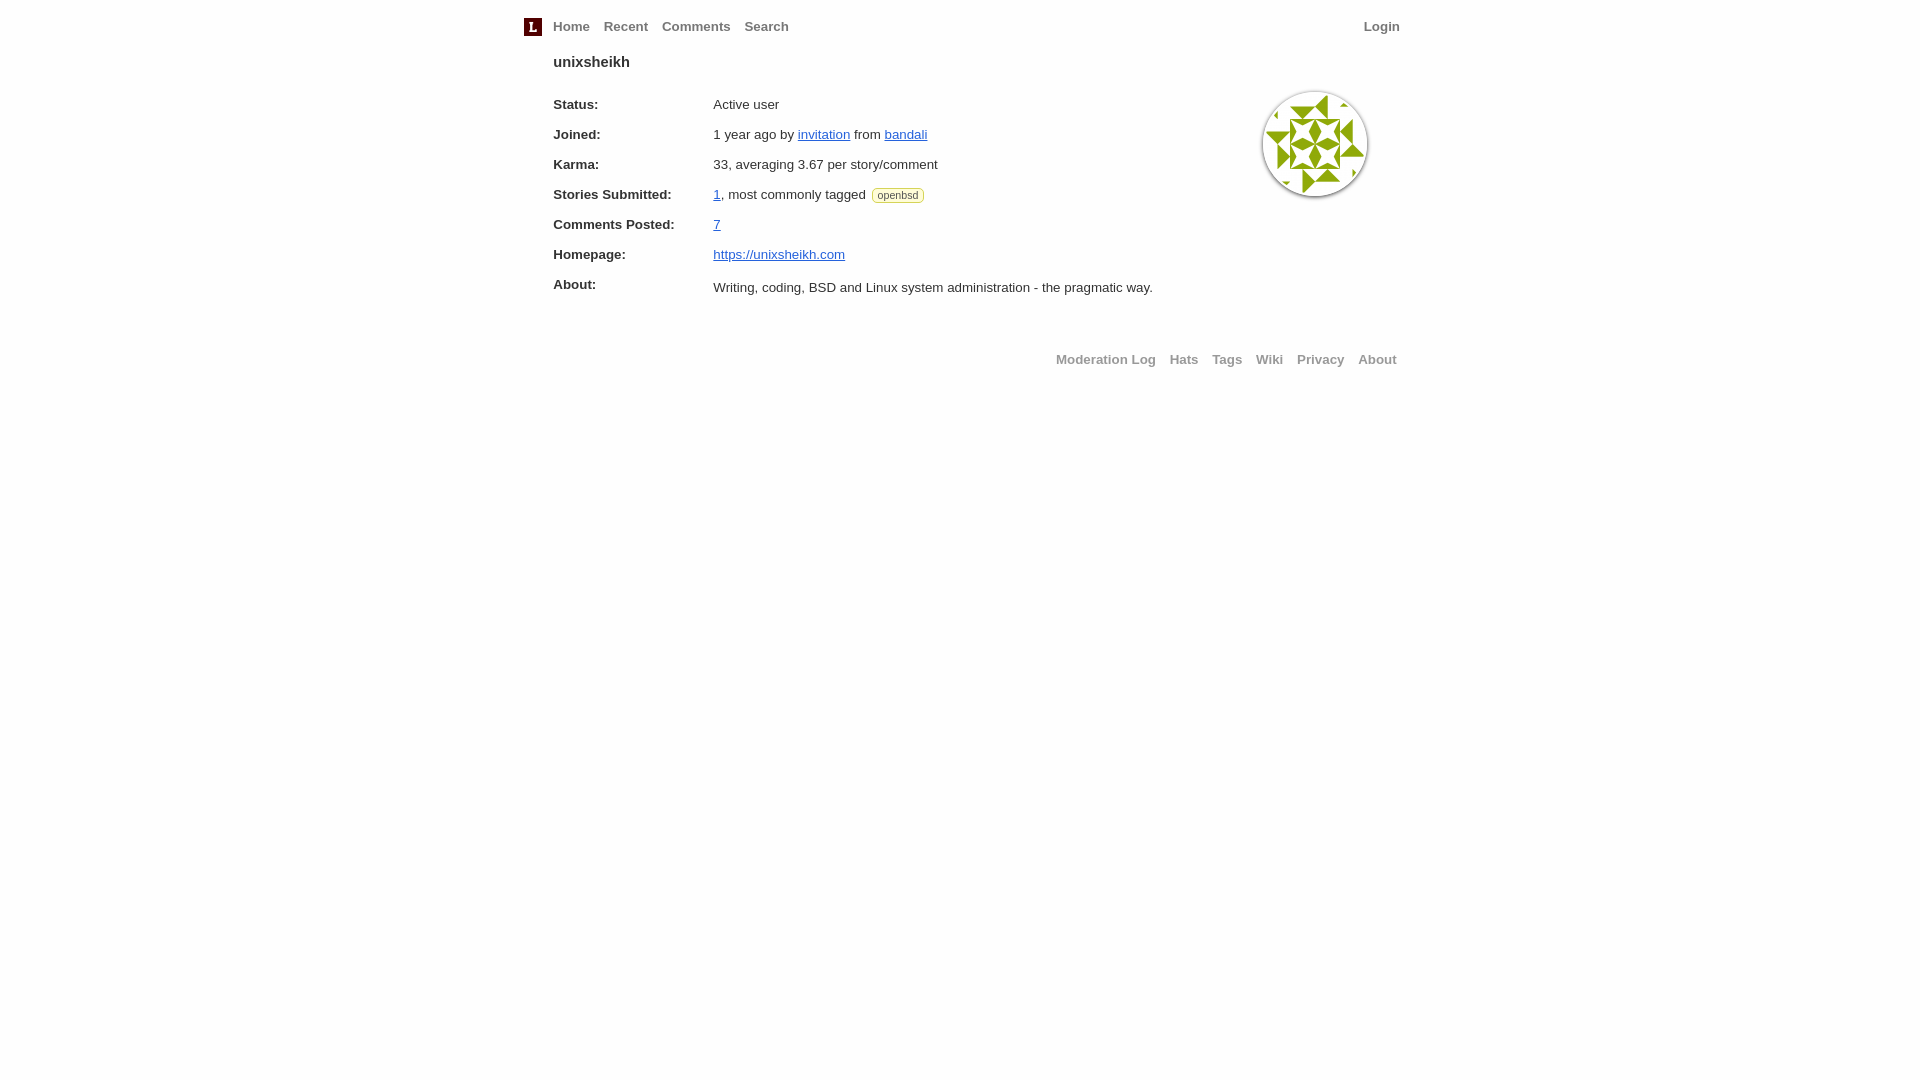 L Home Recent Comments Search Login
unixsheikh
Status: Active user
Joined: 1 year ago by invitation from bandali
Karma: 33, averaging 3.67 per story/comment
Stories Submitted: 1, most commonly tagged openbsd
Comments Posted: 7
Homepage: https://unixsheikh.com
About: Writing, coding, BSD and Linux system administration - the pragmatic way.
Moderation Log Hats Tags Wiki Privacy About